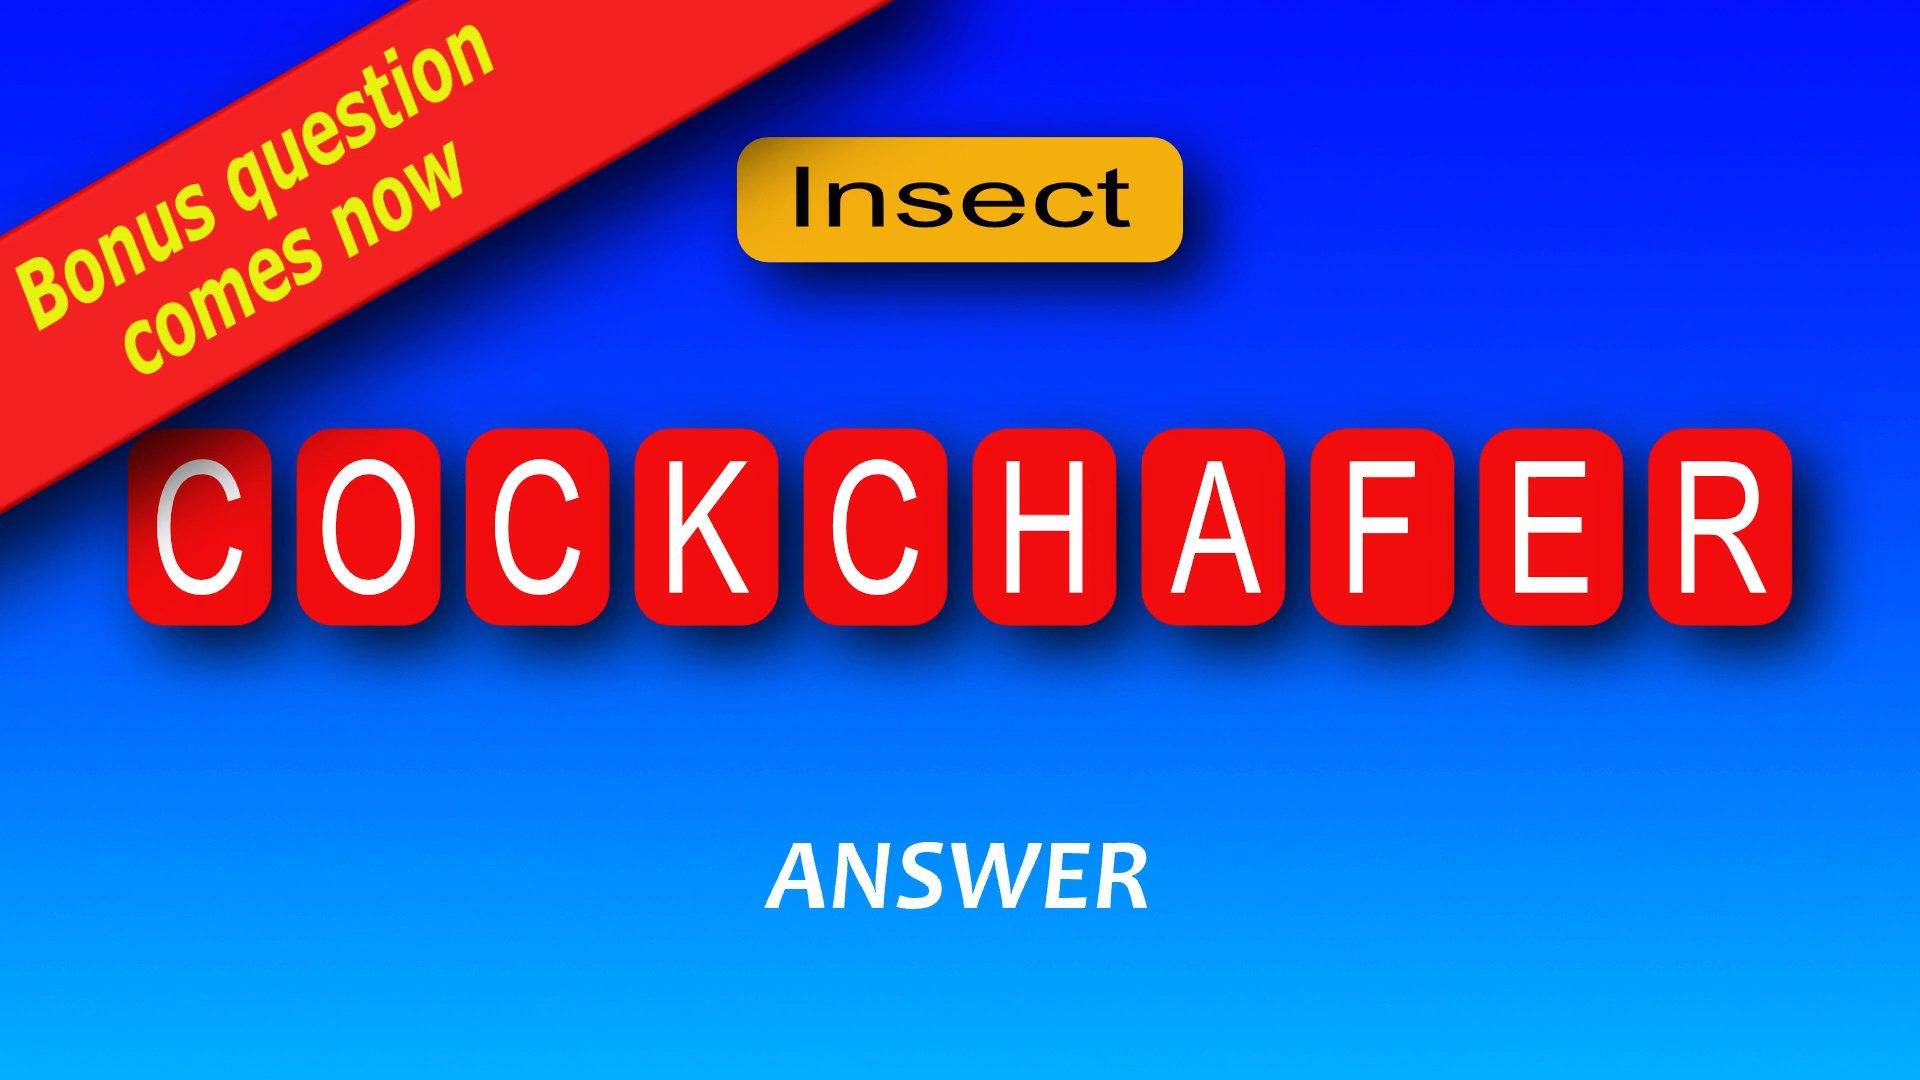 Bonus question
comes now
Insect
COCKCHAFER
ANSWER